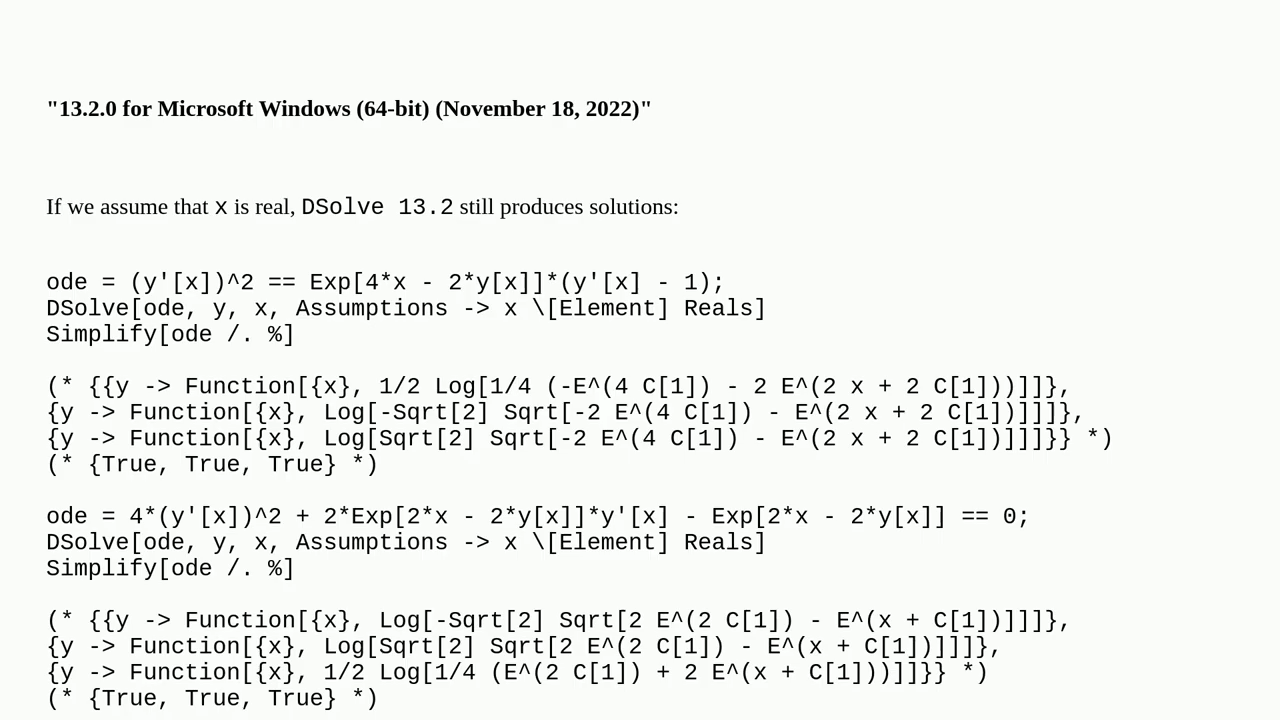 "13.2.0 for Microsoft Windows (64-bit) (November 18, 2022)"
If we assume that x is real, DSolve 13.2 still produces solutions:
ode = (y'[x])^2 == Exp[4*x - 2*y[x]]*(y'[x] - 1);
DSolve[ode, y, x, Assumptions -> x \[Element] Reals]
Simplify[ode /. %]
(* {{y -> Function[{x}, 1/2 Log[1/4 (-E^(4 C[1]) - 2 E^(2 x + 2 C[1]))]]},
{y -> Function[{x}, Log[-Sqrt[2] Sqrt[-2 E^(4 C[1]) - E^(2 x + 2 C[1])]]]},
{y -> Function[{x}, Log[Sqrt[2] Sqrt[-2 E^(4 C[1]) - E^(2 x + 2 C[1])]]]}} *)
(* {True, True, True} *)
ode = 4*(y'[x])^2 + 2*Exp[2*x - 2*y[x]]*y'[x] - Exp[2*x - 2*y[x]] == 0;
DSolve[ode, y, x, Assumptions -> x \[Element] Reals]
Simplify[ode /. %]
(* {{y -> Function[{x}, Log[-Sqrt[2] Sqrt[2 E^(2 C[1]) - E^(x + C[1])]]]},
{y -> Function[{x}, Log[Sqrt[2] Sqrt[2 E^(2 C[1]) - E^(x + C[1])]]]},
{y -> Function[{x}, 1/2 Log[1/4 (E^(2 C[1]) + 2 E^(x + C[1]))]]}} *)
(* {True, True, True} *)